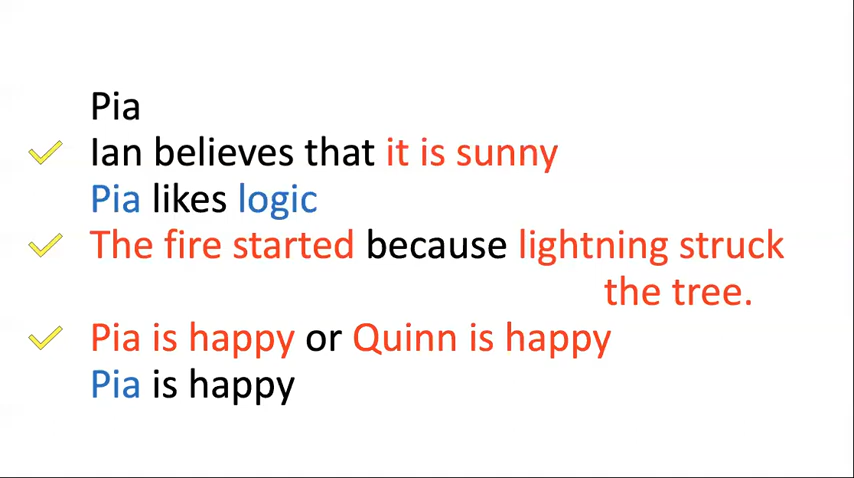 Pia
Ian believes that it is sunny
Pia likes logic
The fire started because lightning struck
the tree.
Pia is happy or Quinn is happy
Pia is happy